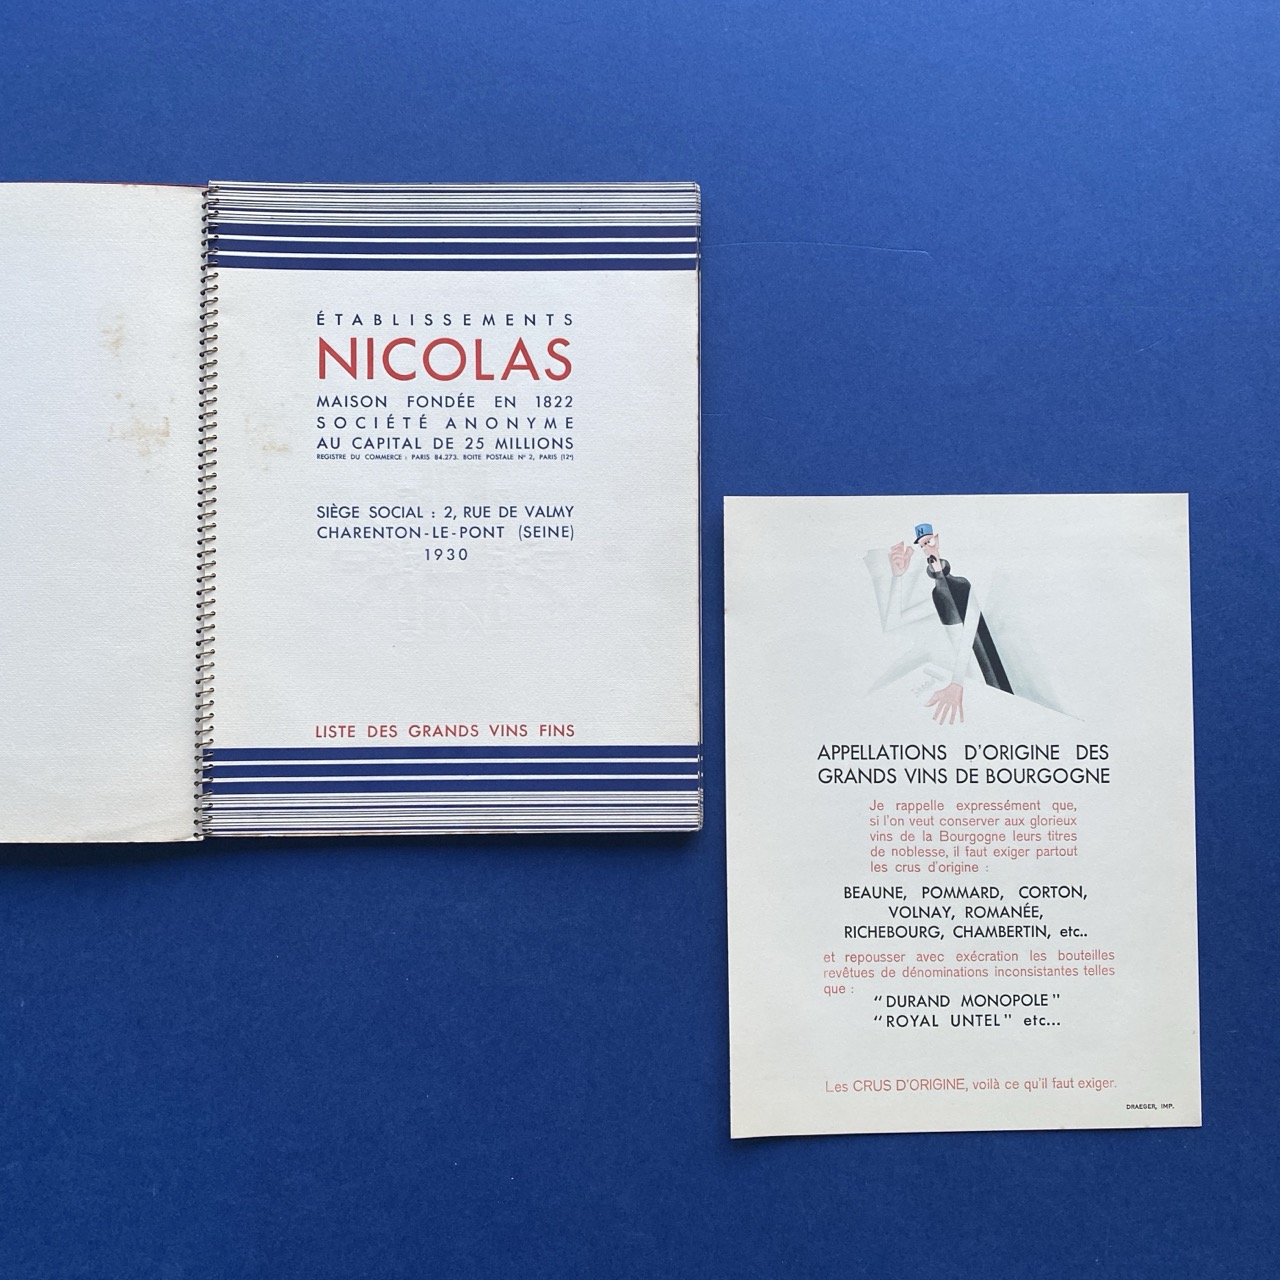 ÉTABLISSEMENTS
NICOLAS
MAISON FONDÉE EN 1822
SOCIÉTÉ ANONYME
AU CAPITAL DE 25 MILLIONS
REGISTRE DU COMMERCE : PARIS 84.273. BOITE POSTALE Nº 2, PARIS (12ᵉ)
SIÈGE SOCIAL : 2, RUE DE VALMY
CHARENTON-LE-PONT (SEINE)
1930
LISTE DES GRANDS VINS FINS
N
APPELLATIONS D'ORIGINE DES
GRANDS VINS DE BOURGOGNE
Je rappelle expressément que,
si l'on veut conserver aux glorieux
vins de la Bourgogne leurs titres
de noblesse, il faut exiger partout
les crus d'origine :
BEAUNE, POMMARD, CORTON,
VOLNAY, ROMANÉE,
RICHEBOURG, CHAMBERTIN, etc..
et repousser avec exécration les bouteilles
revêtues de dénominations inconsistantes telles
que :
"DURAND MONOPOLE"
"ROYAL UNTEL" etc...
Les CRUS D'ORIGINE, voilà ce qu'il faut exiger.
DRAEGER, IMP.